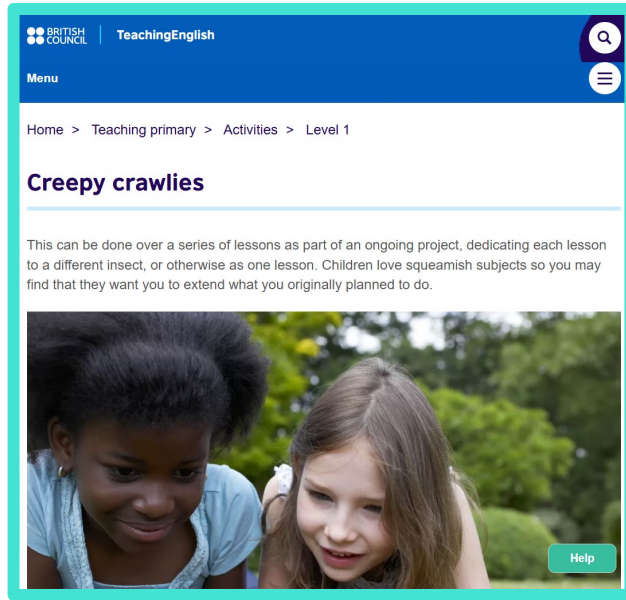 BRITISH
COUNCIL
TeachingEnglish
Menu
Home > Teaching primary > Activities > Level 1
Creepy crawlies
This can be done over a series of lessons as part of an ongoing project, dedicating each lesson
to a different insect, or otherwise as one lesson. Children love squeamish subjects so you may
find that they want you to extend what you originally planned to do.
Help